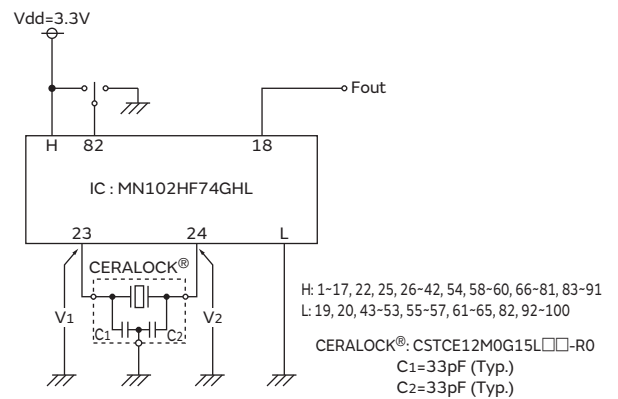 Vdd=3.3V
Fout
H 82 18
IC : MN102HF74GHL
23 24 L
CERALOCK®
V1 C1 C2 V2
H: 1~17, 22, 25, 26~42, 54, 58~60, 66~81, 83~91
L: 19, 20, 43~53, 55~57, 61~65, 82, 92~100
CERALOCK®: CSTCE12M0G15L□□-R0
C1=33pF (Typ.)
C2=33pF (Typ.)